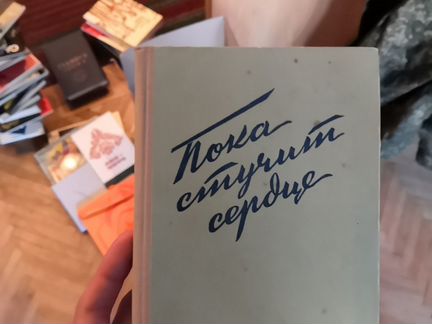 Пока
стучит
сердце